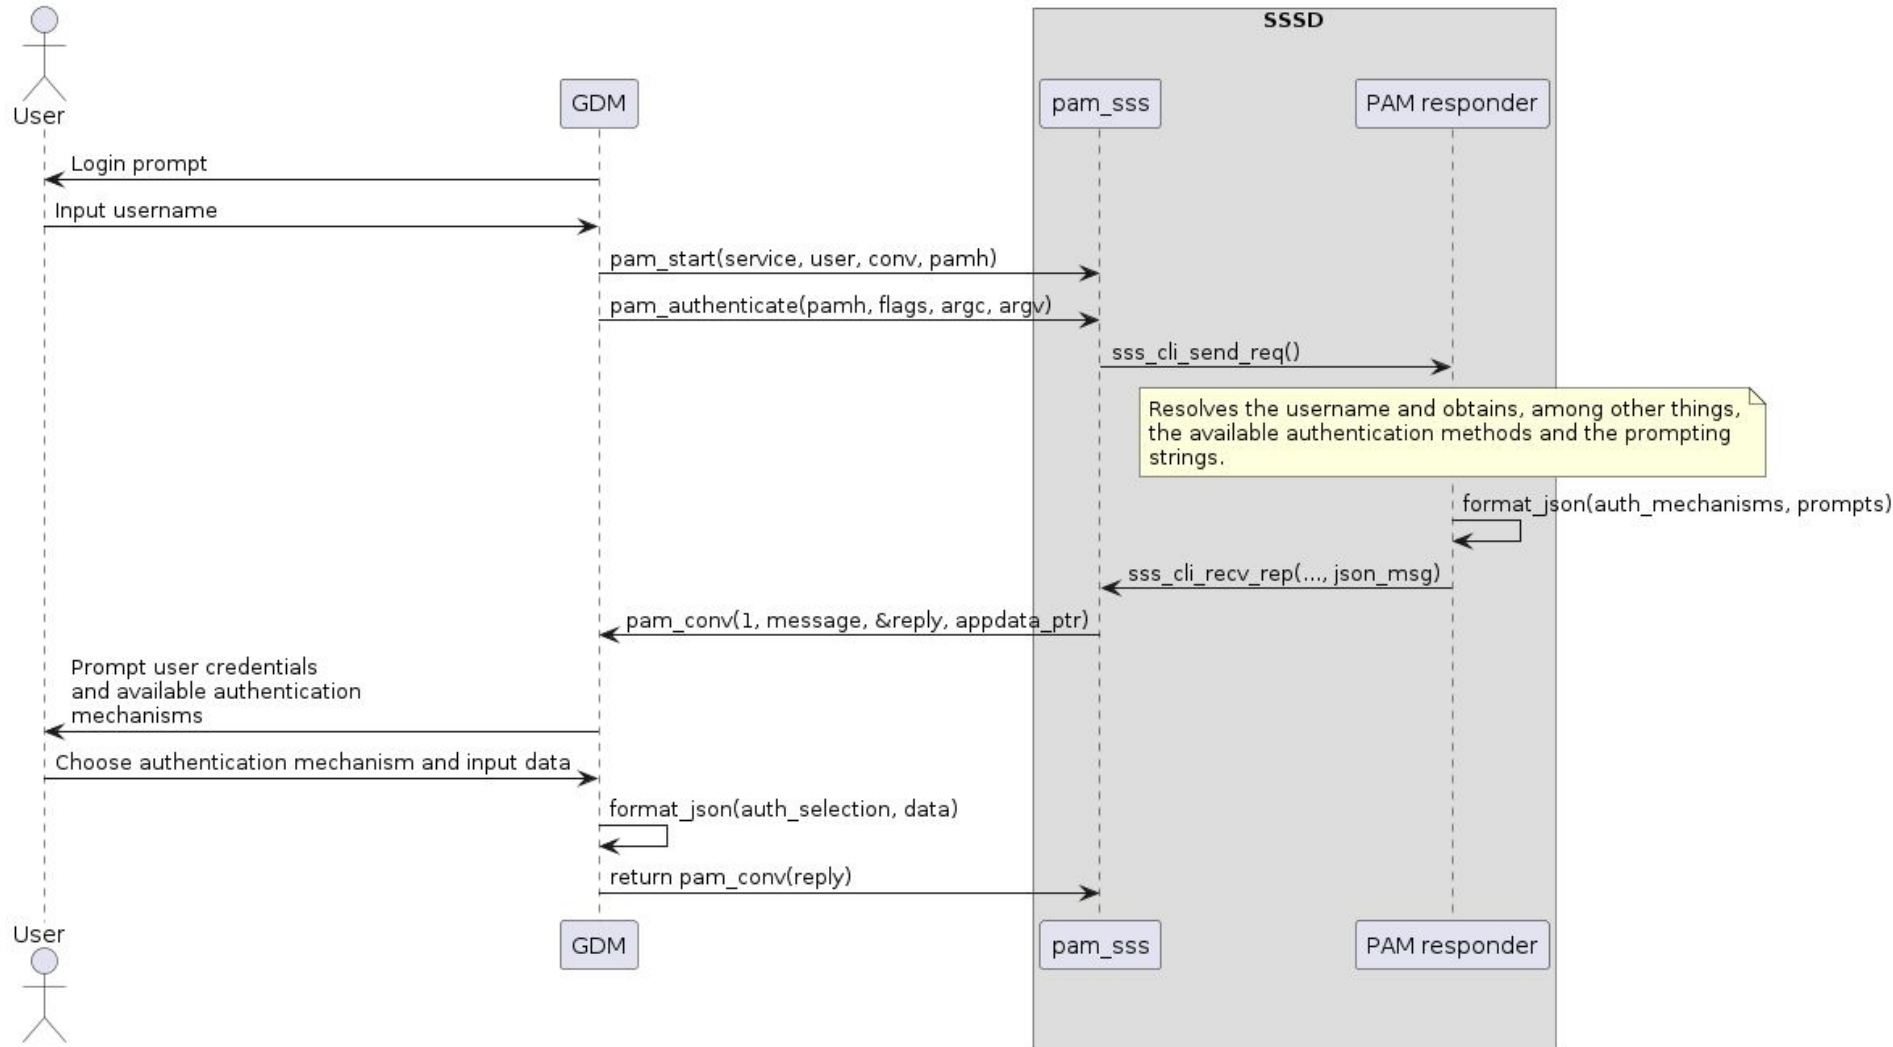 SSSD
User
GDM
pam_sss
PAM responder
Login prompt
Input username
pam_start(service, user, conv, pamh)
pam_authenticate(pamh, flags, argc, argv)
sss_cli_send_req()
Resolves the username and obtains, among other things,
the available authentication methods and the prompting
strings.
format_json(auth_mechanisms, prompts)
sss_cli_recv_rep(..., json_msg)
pam_conv(1, message, &reply, appdata_ptr)
Prompt user credentials
and available authentication
mechanisms
Choose authentication mechanism and input data
format_json(auth_selection, data)
return pam_conv(reply)
User
GDM
pam_sss
PAM responder